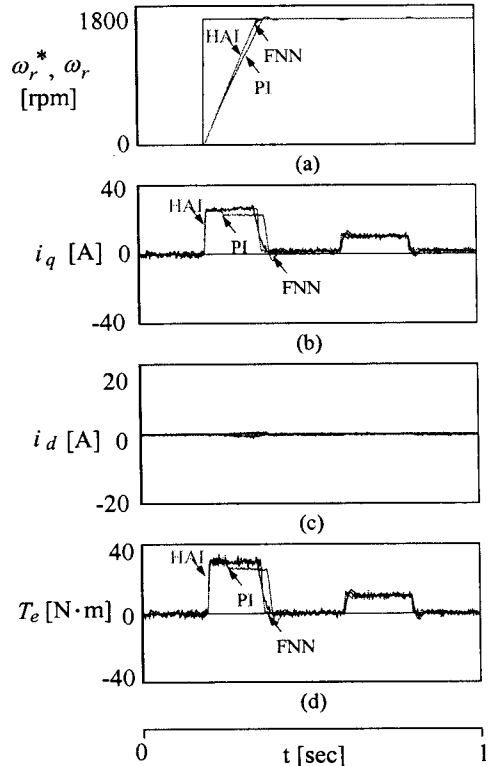 1800
HAI
FNN
ω_r*, ω_r
[rpm]
PI
0
(a)
40
HAI
i_q [A]
0
PI
FNN
-40
(b)
20
i_d [A]
0
-20
(c)
40
HAI
PI
T_e [N·m]
0
FNN
-40
(d)
0
t [sec]
1